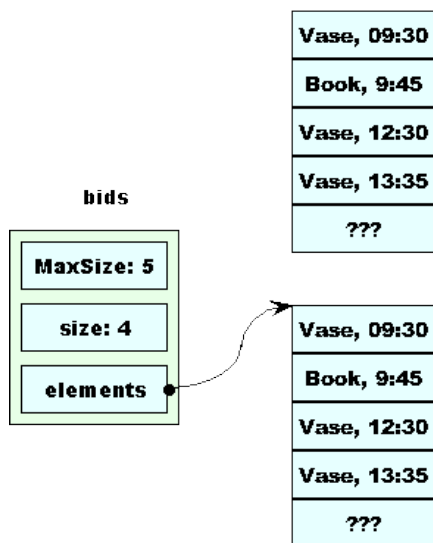 Vase, 09:30
Book, 9:45
Vase, 12:30
Vase, 13:35
???
bids
MaxSize: 5
size: 4
elements
Vase, 09:30
Book, 9:45
Vase, 12:30
Vase, 13:35
???